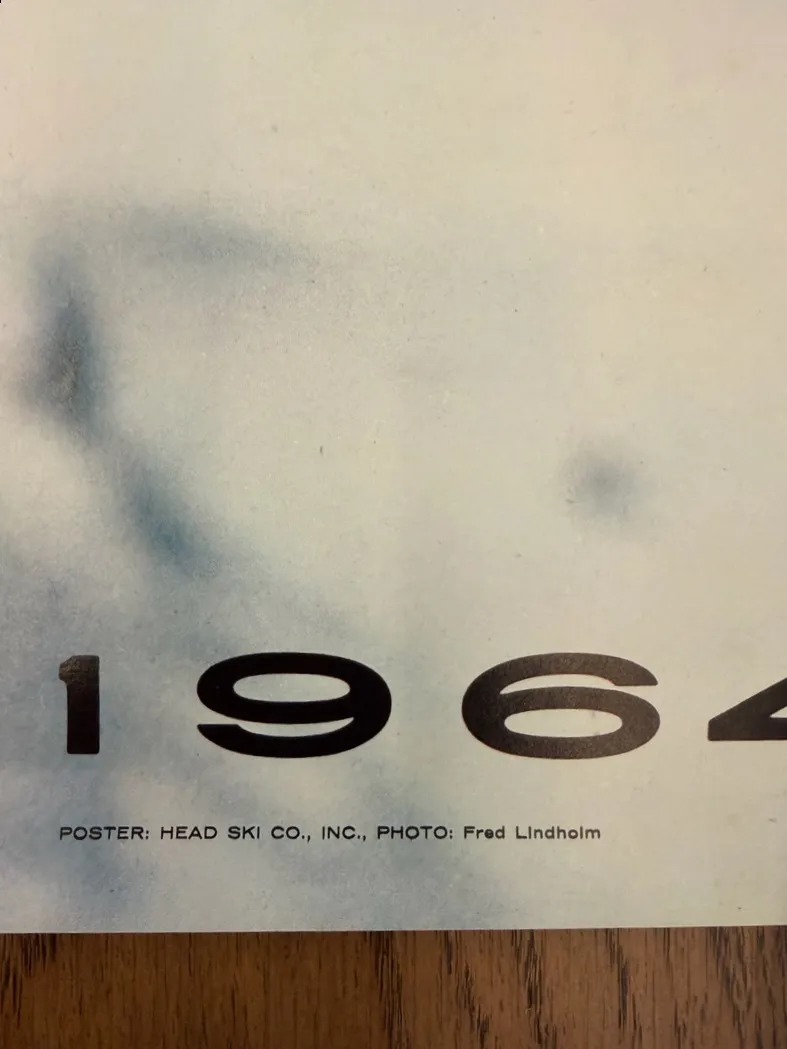 1964
POSTER: HEAD SKI CO., INC., PHOTO: Fred Lindholm